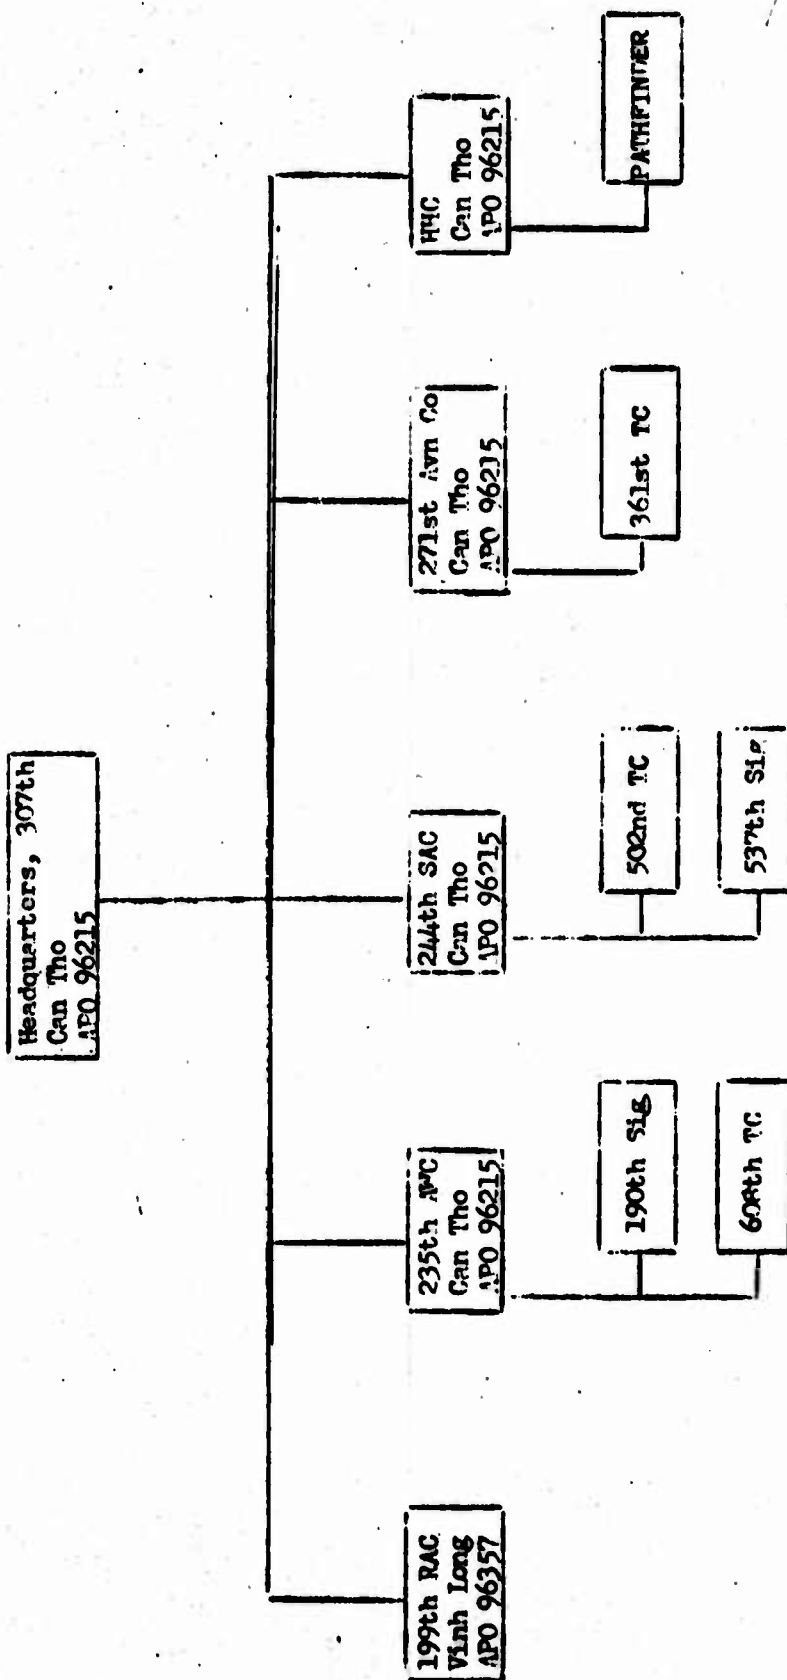 Headquarters, 307th
Can Tho
APO 96215
199th RAC
Vinh Long
APO 96357
235th AWC
Can Tho
APO 96215
244th SAC
Can Tho
APO 96215
271st Avn Co
Can Tho
APO 96215
HHC
Can Tho
APO 96215
190th Sig
608th TC
502nd TC
537th Sig
361st TC
PATHFINDER